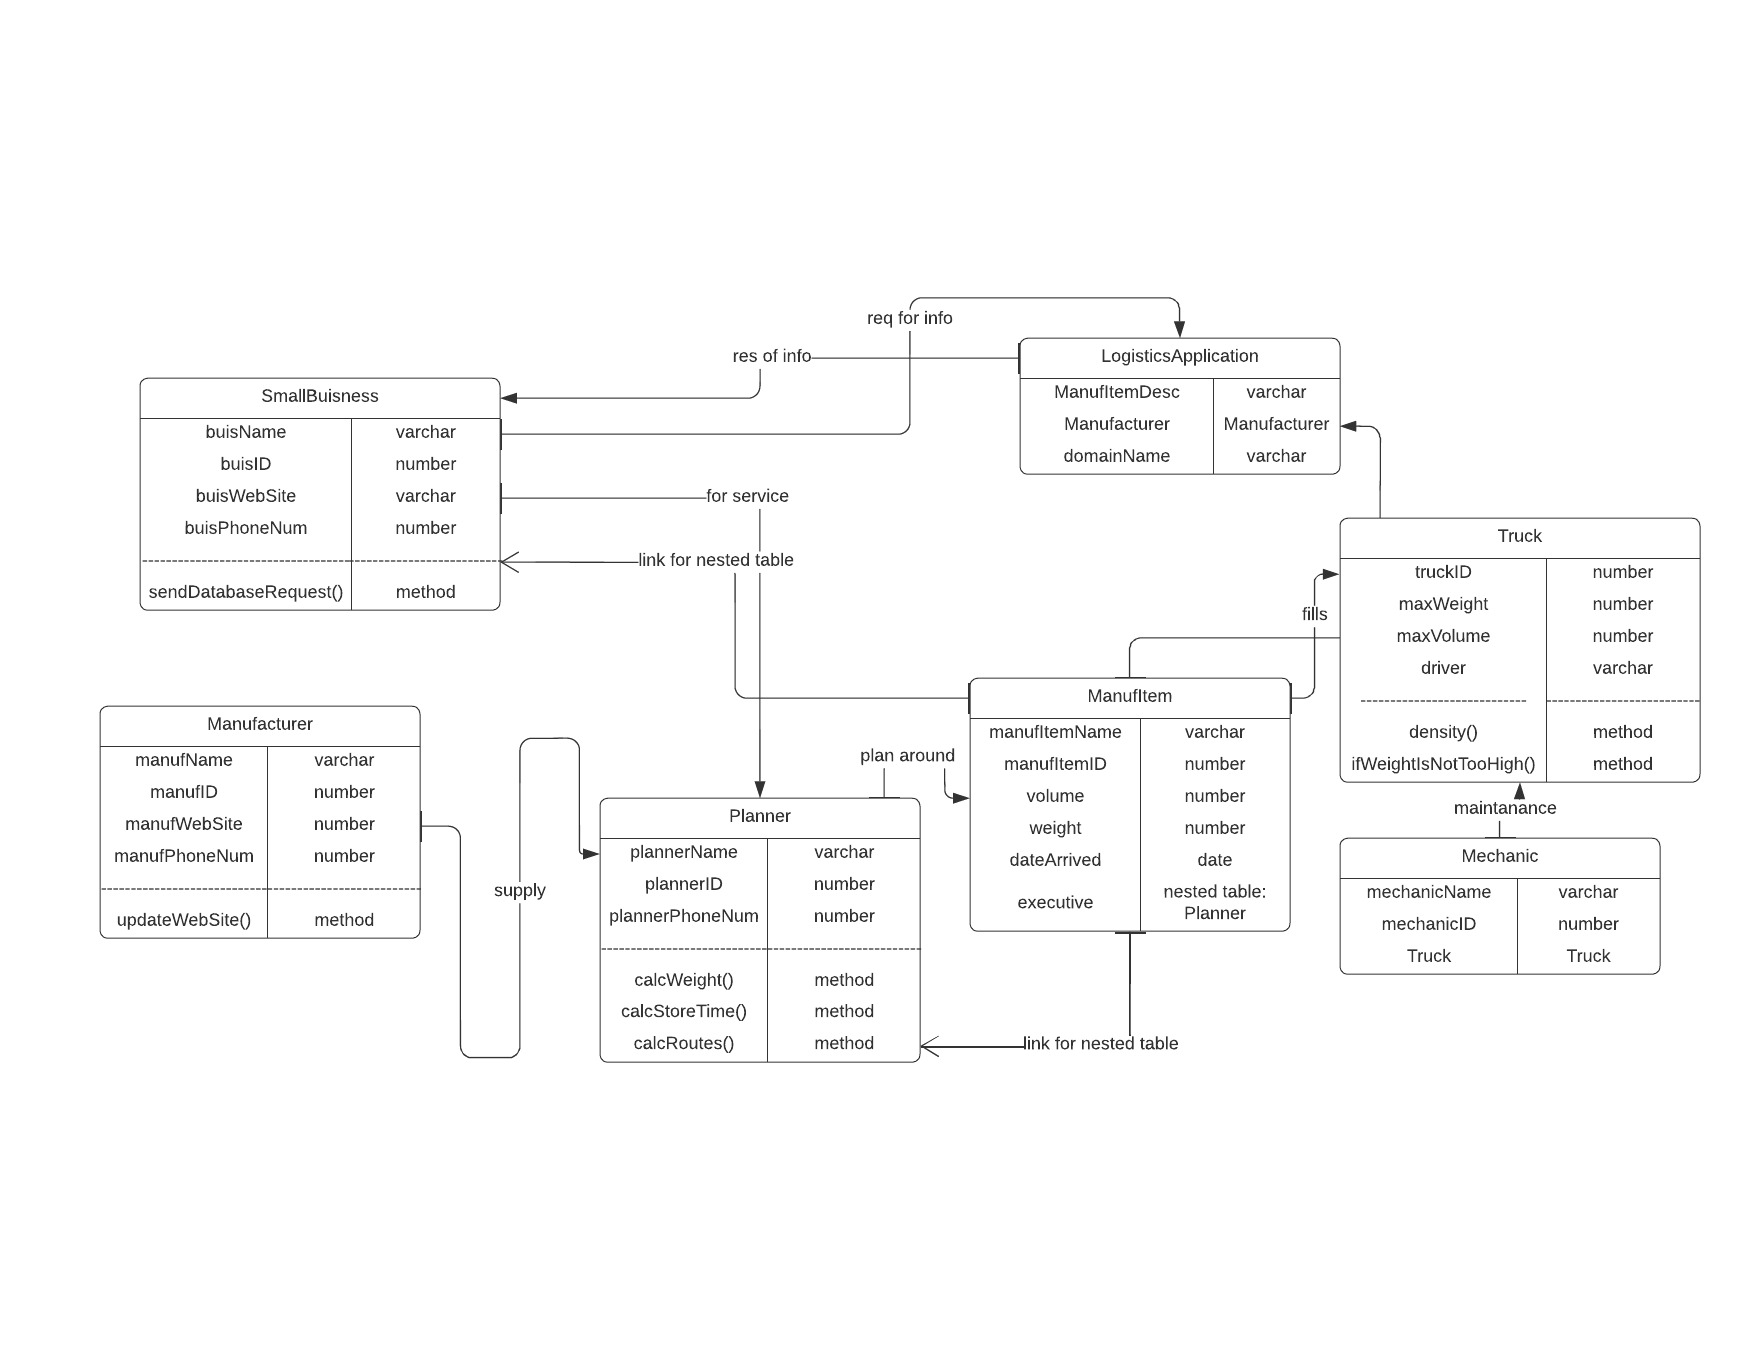 req for info
res of info
LogisticsApplication
ManufItemDesc varchar
Manufacturer Manufacturer
domainName varchar
SmallBuisness
buisName varchar
buisID number
buisWebSite varchar
buisPhoneNum number
sendDatabaseRequest() method
for service
link for nested table
Truck
truckID number
maxWeight number
maxVolume number
driver varchar
density() method
ifWeightIsNotTooHigh() method
fills
Manufacturer
manufName varchar
manufID number
manufWebSite number
manufPhoneNum number
updateWebSite() method
supply
plan around
ManufItem
manufItemName varchar
manufItemID number
volume number
weight number
dateArrived date
executive nested table:
Planner
Planner
plannerName varchar
plannerID number
plannerPhoneNum number
calcWeight() method
calcStoreTime() method
calcRoutes() method
link for nested table
maintanance
Mechanic
mechanicName varchar
mechanicID number
Truck Truck